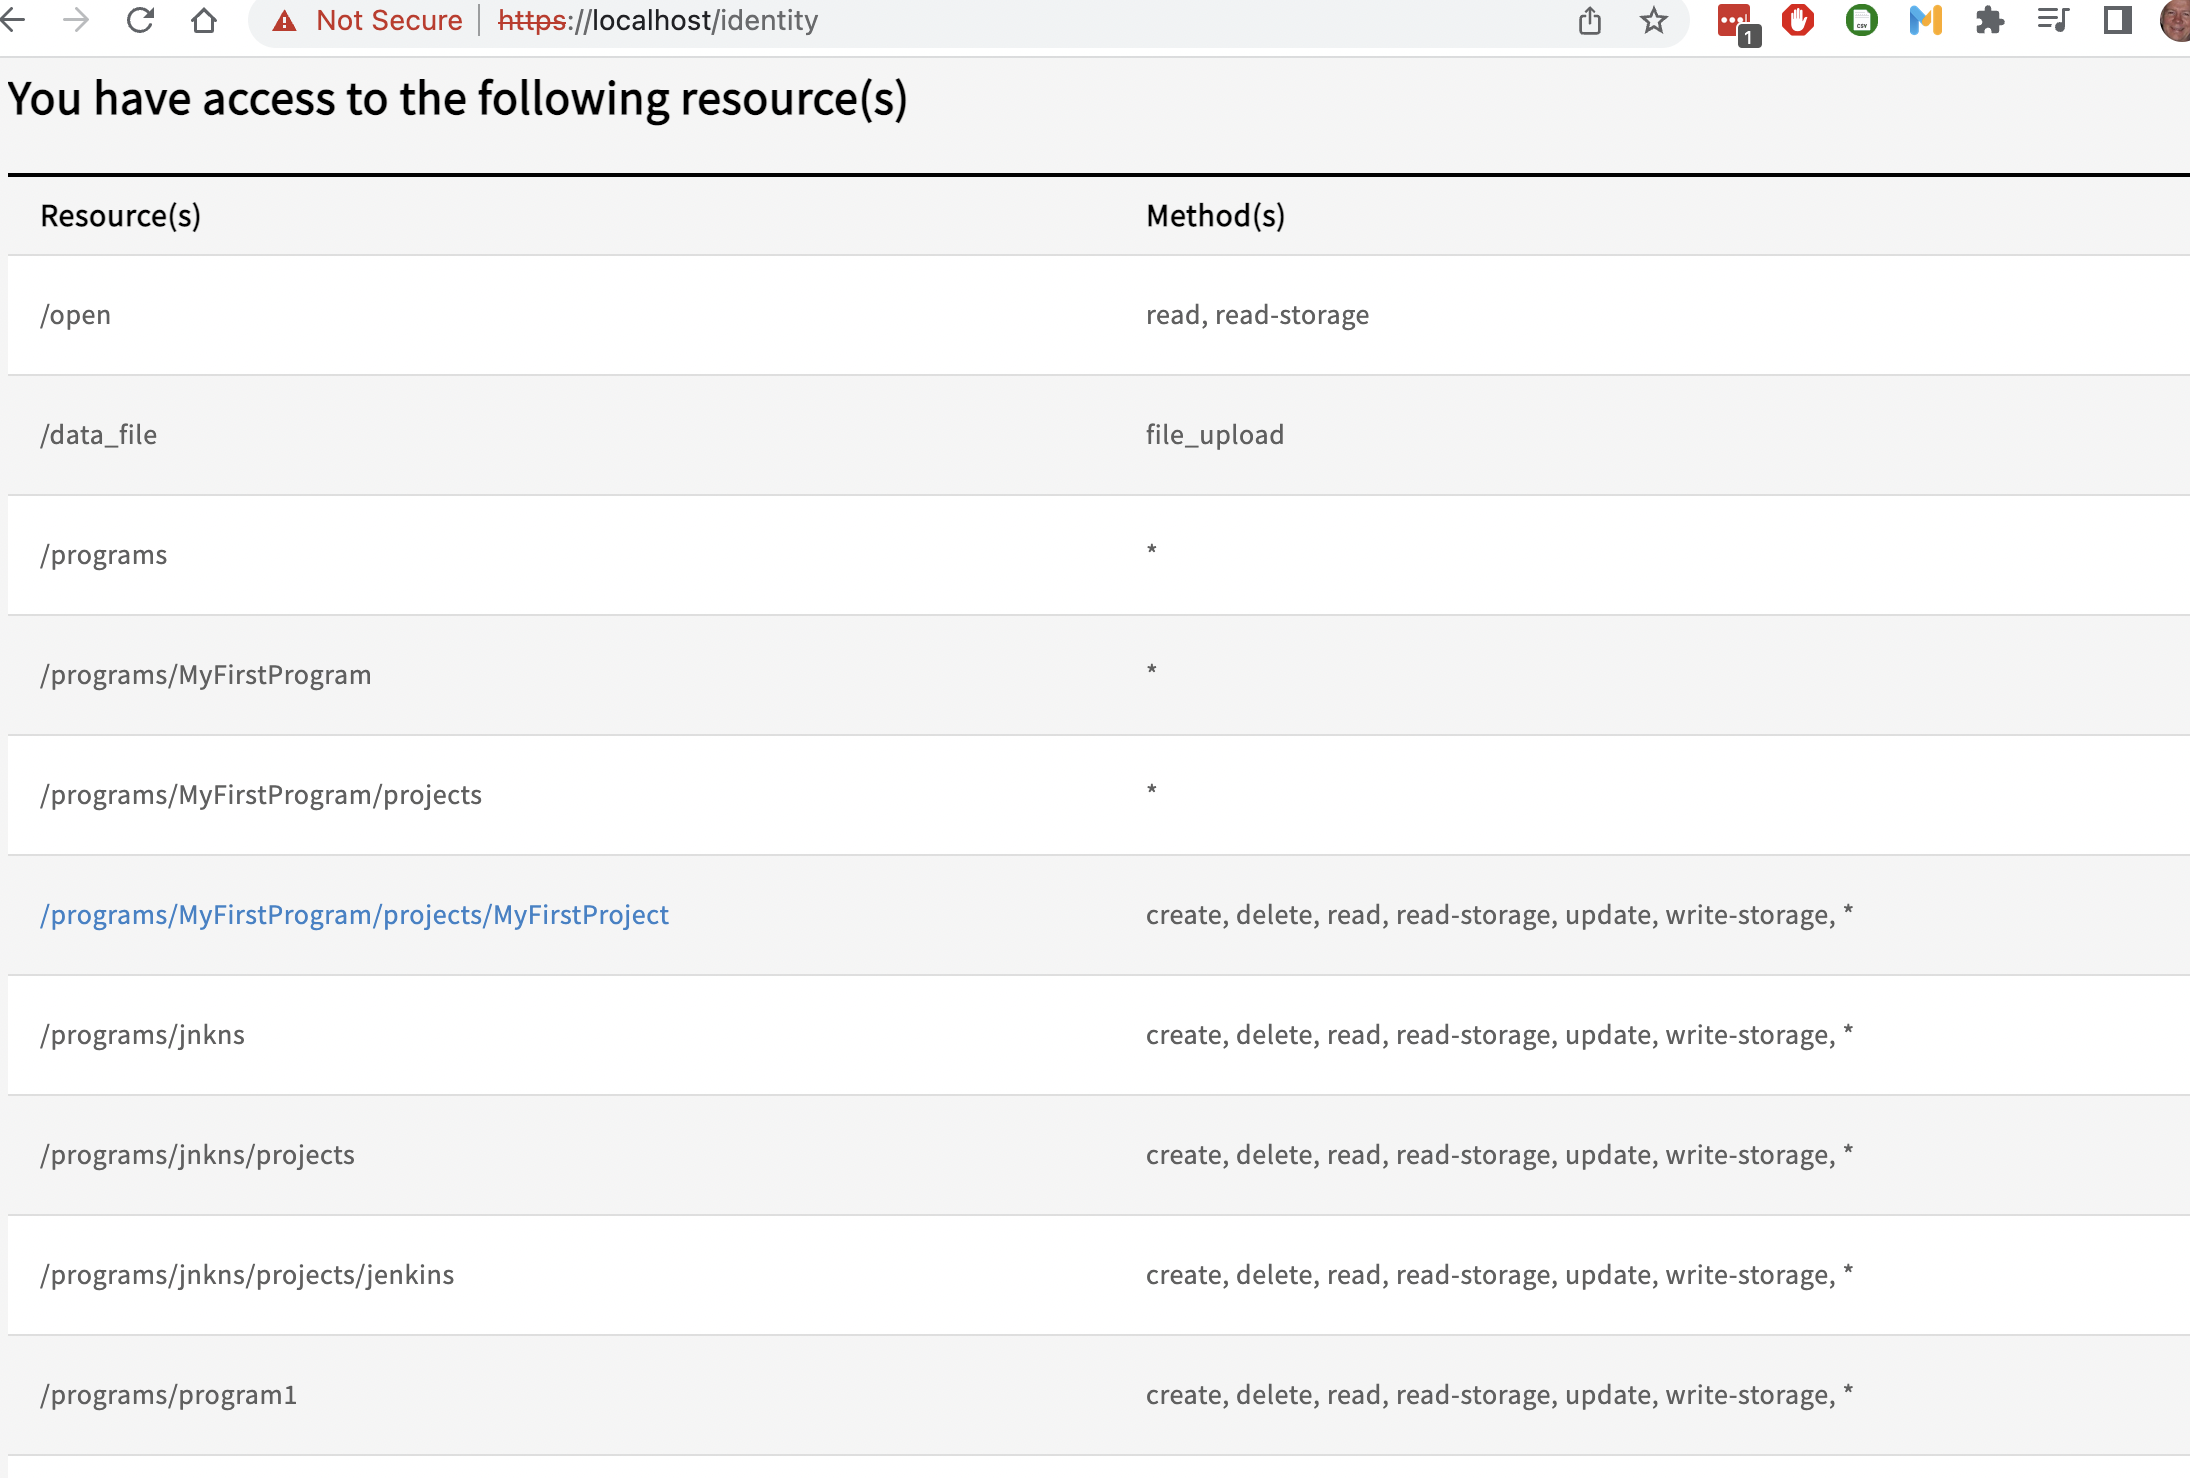 Not Secure https://localhost/identity
1
CSV
You have access to the following resource(s)
Resource(s) Method(s)
/open read, read-storage
/data_file file_upload
/programs *
/programs/MyFirstProgram *
/programs/MyFirstProgram/projects *
/programs/MyFirstProgram/projects/MyFirstProject create, delete, read, read-storage, update, write-storage, *
/programs/jnkns create, delete, read, read-storage, update, write-storage, *
/programs/jnkns/projects create, delete, read, read-storage, update, write-storage, *
/programs/jnkns/projects/jenkins create, delete, read, read-storage, update, write-storage, *
/programs/program1 create, delete, read, read-storage, update, write-storage, *